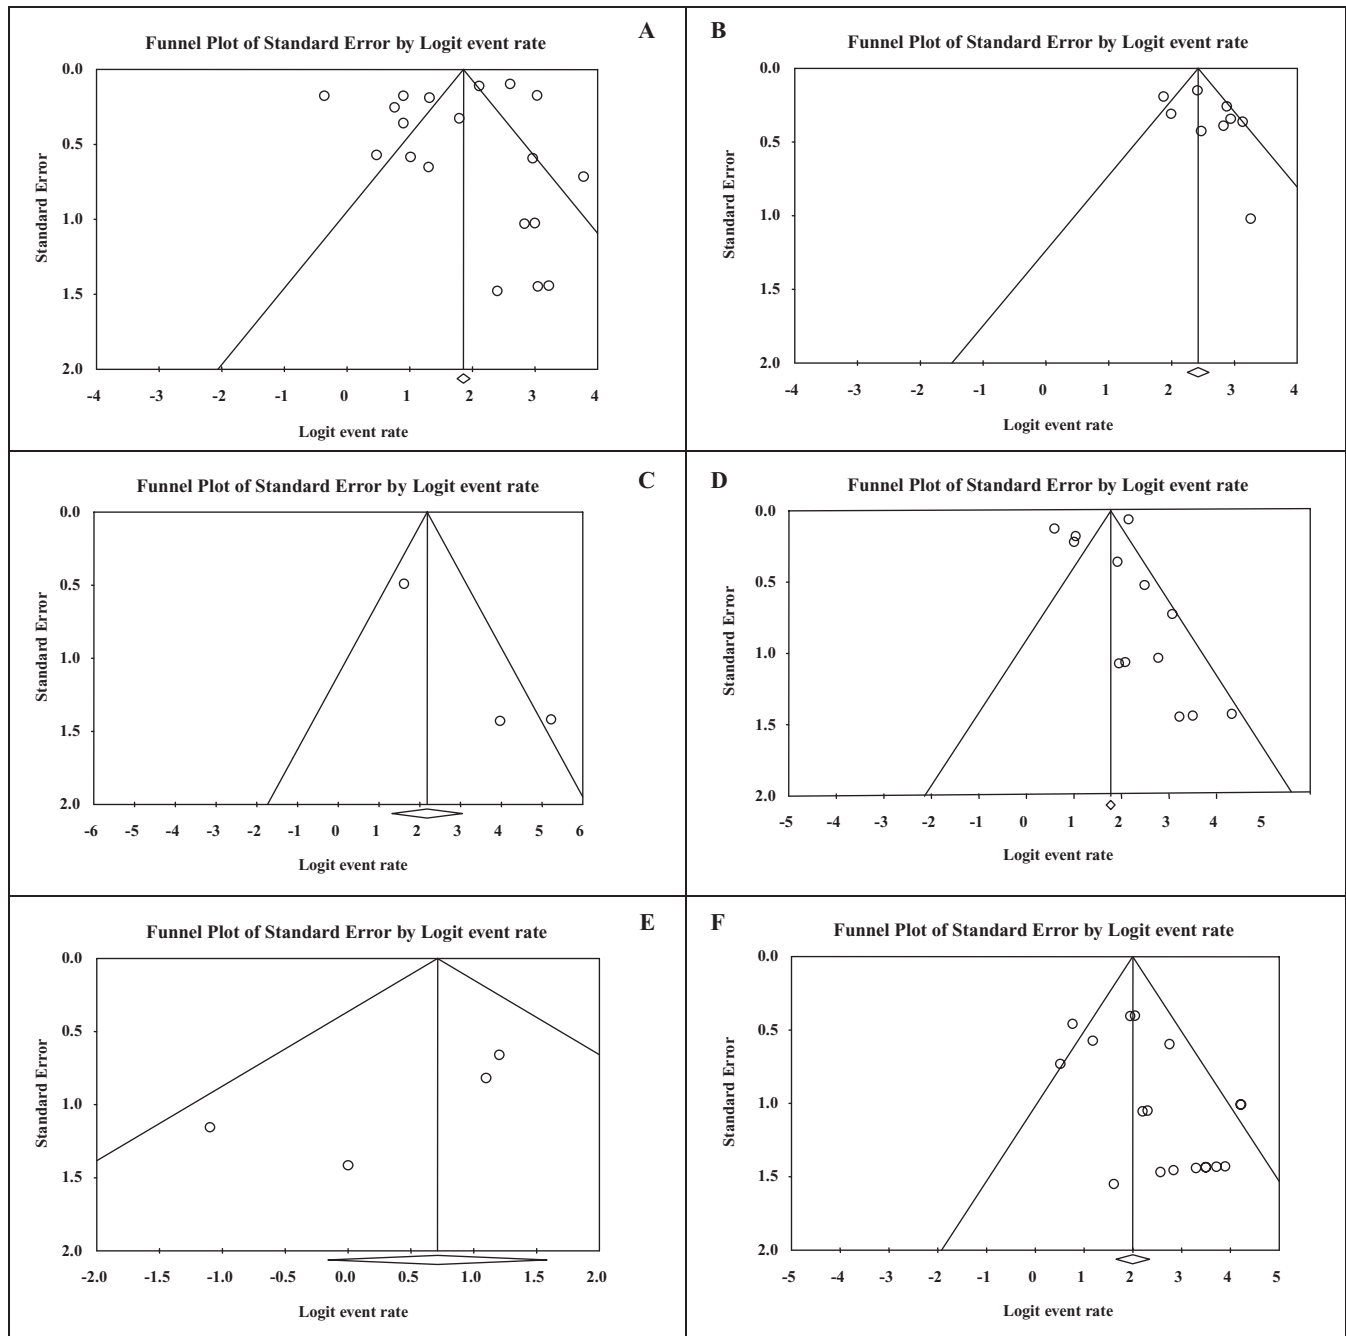 A
Funnel Plot of Standard Error by Logit event rate
0.0
0.5
1.0
1.5
2.0
Standard Error
-4 -3 -2 -1 0 1 2 3 4
Logit event rate
B
Funnel Plot of Standard Error by Logit event rate
0.0
0.5
1.0
1.5
2.0
Standard Error
-4 -3 -2 -1 0 1 2 3 4
Logit event rate
C
Funnel Plot of Standard Error by Logit event rate
0.0
0.5
1.0
1.5
2.0
Standard Error
-6 -5 -4 -3 -2 -1 0 1 2 3 4 5 6
Logit event rate
D
Funnel Plot of Standard Error by Logit event rate
0.0
0.5
1.0
1.5
2.0
Standard Error
-5 -4 -3 -2 -1 0 1 2 3 4 5
Logit event rate
E
Funnel Plot of Standard Error by Logit event rate
0.0
0.5
1.0
1.5
2.0
Standard Error
-2.0 -1.5 -1.0 -0.5 0.0 0.5 1.0 1.5 2.0
Logit event rate
F
Funnel Plot of Standard Error by Logit event rate
0.0
0.5
1.0
1.5
2.0
Standard Error
-5 -4 -3 -2 -1 0 1 2 3 4 5
Logit event rate